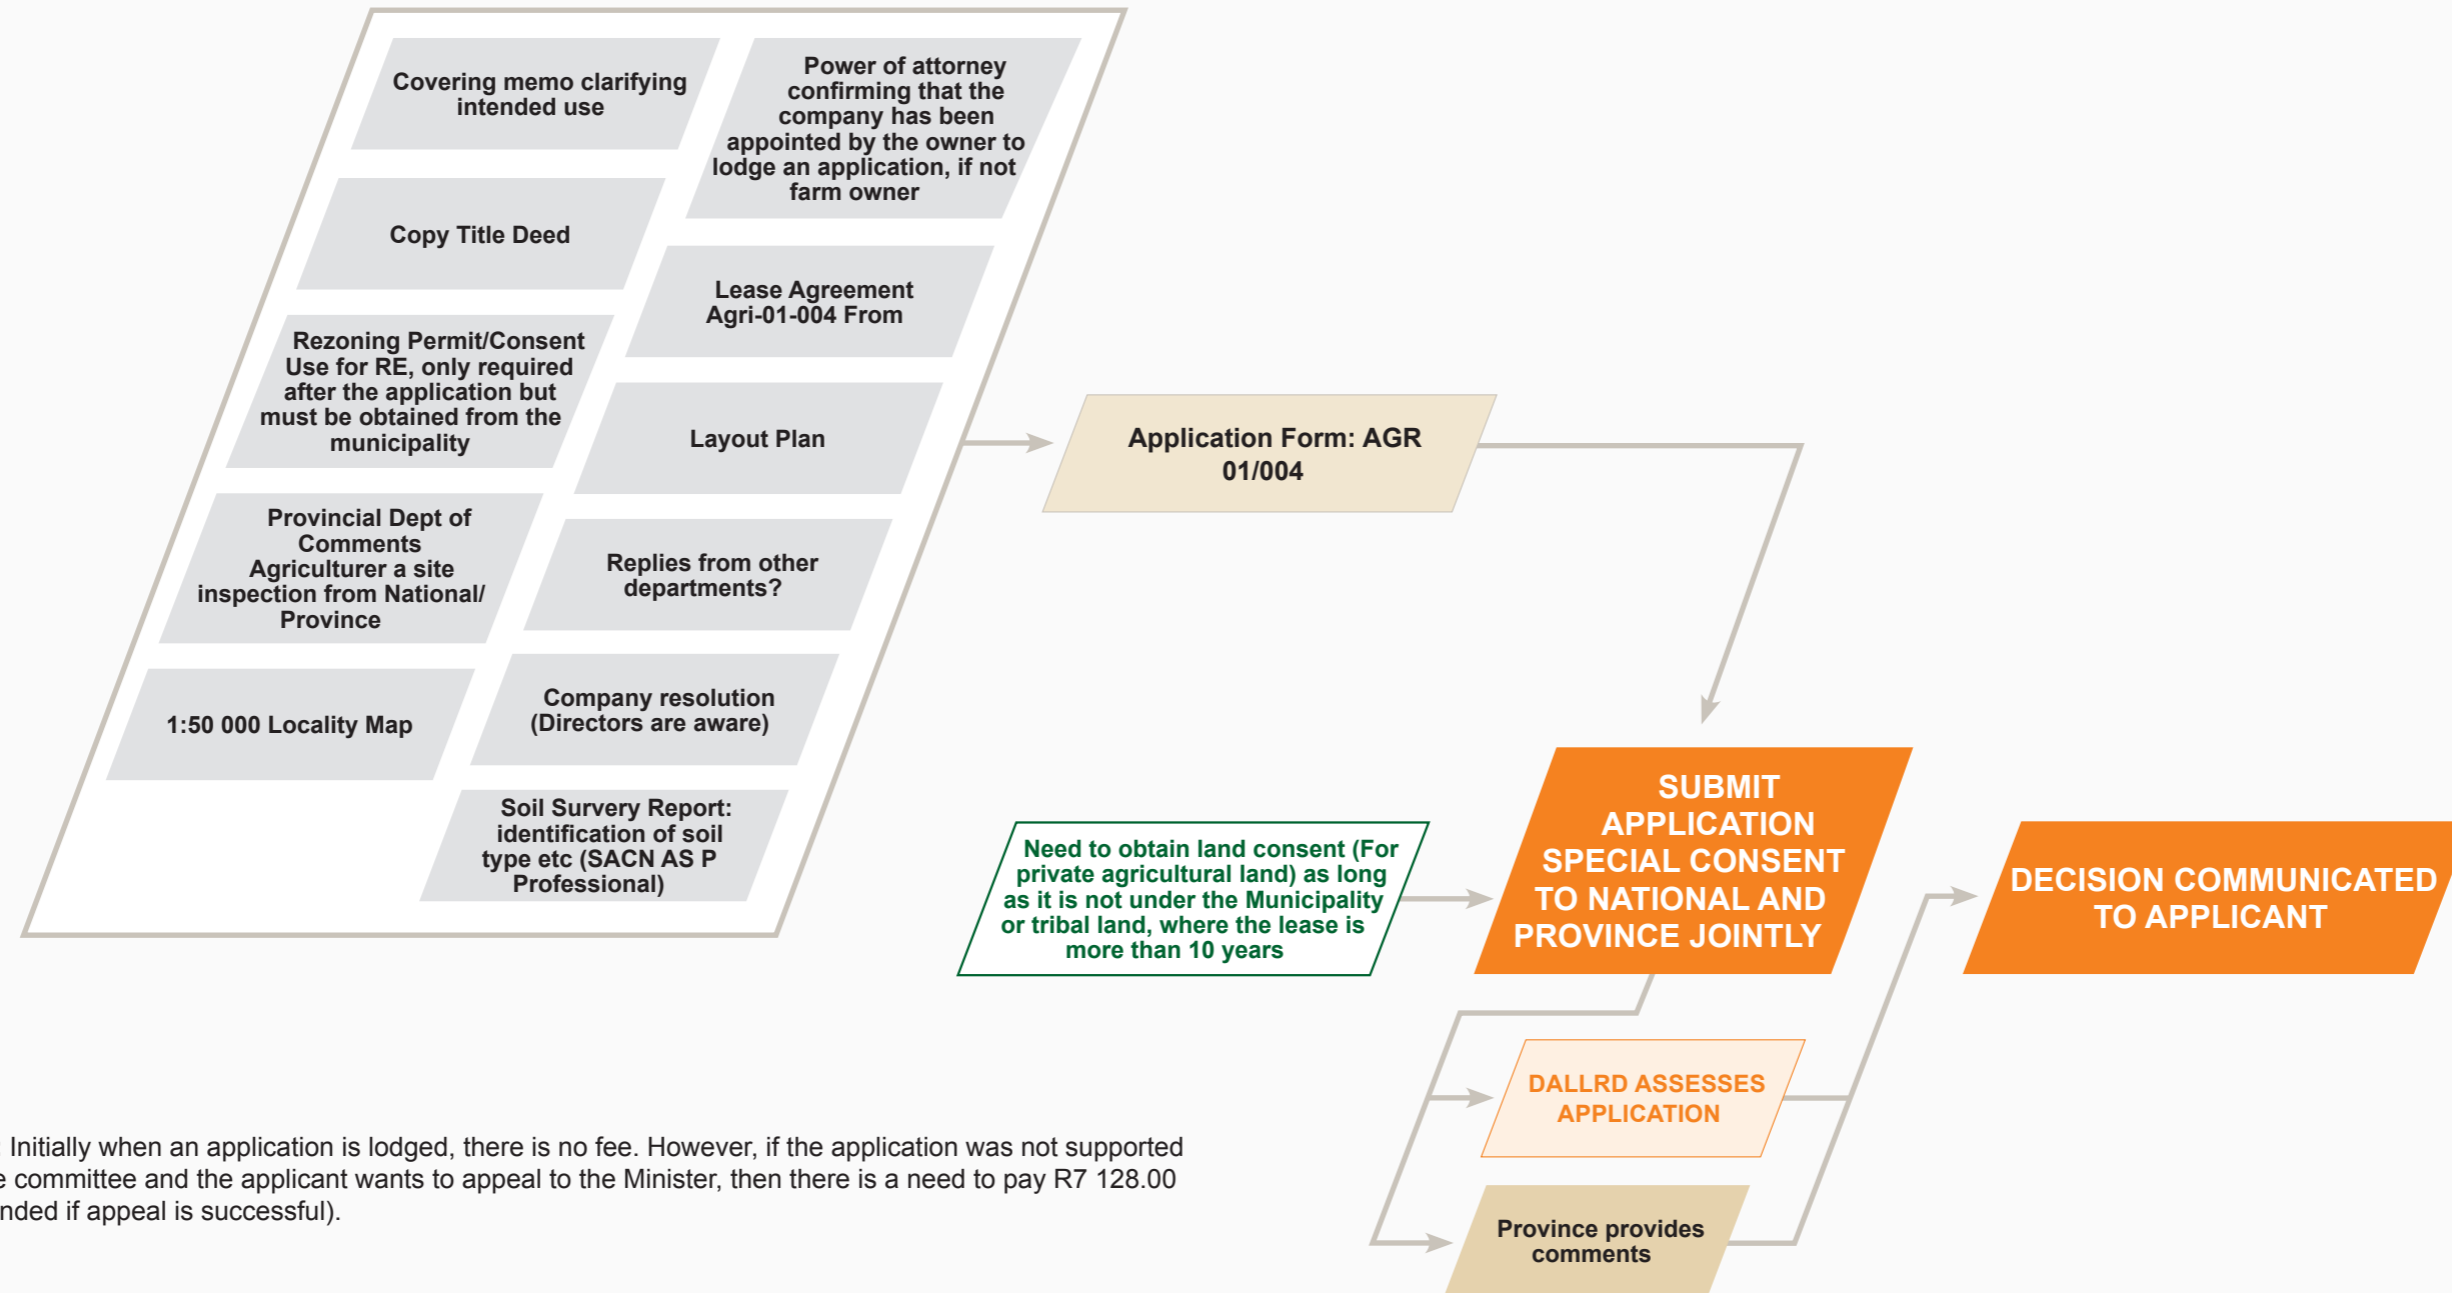 Covering memo clarifying
intended use
Power of attorney
confirming that the
company has been
appointed by the owner to
lodge an application, if not
farm owner
Copy Title Deed
Lease Agreement
Agri-01-004 From
Rezoning Permit/Consent
Use for RE, only required
after the application but
must be obtained from the
municipality
Layout Plan
Provincial Dept of
Comments
Agriculturer a site
inspection from National/
Province
Replies from other
departments?
1:50 000 Locality Map
Company resolution
(Directors are aware)
Soil Survery Report:
identification of soil
type etc (SACN AS P
Professional)
Application Form: AGR
01/004
Need to obtain land consent (For
private agricultural land) as long
as it is not under the Municipality
or tribal land, where the lease is
more than 10 years
SUBMIT
APPLICATION
SPECIAL CONSENT
TO NATIONAL AND
PROVINCE JOINTLY
DECISION COMMUNICATED
TO APPLICANT
DALLRD ASSESSES
APPLICATION
Province provides
comments
Initially when an application is lodged, there is no fee. However, if the application was not supported
committee and the applicant wants to appeal to the Minister, then there is a need to pay R7 128.00
if appeal is successful).